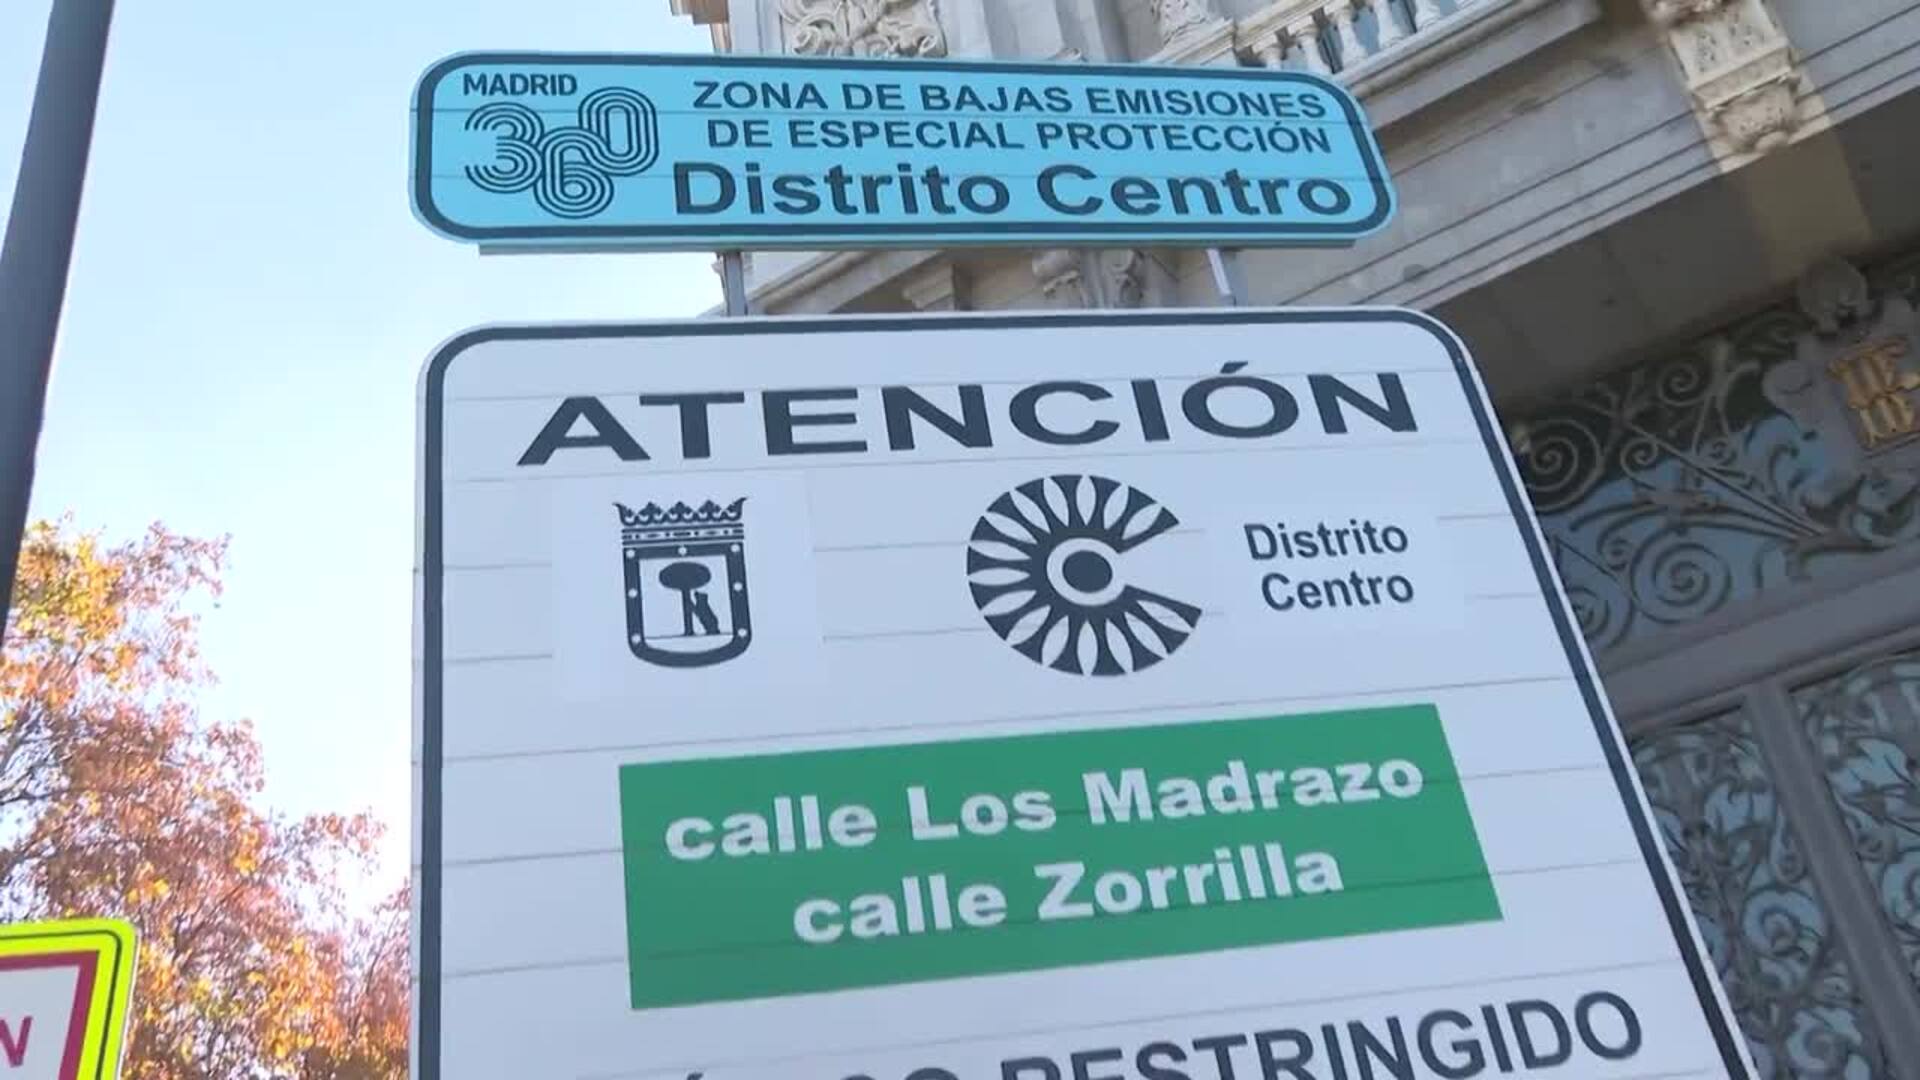 MADRID
360
ZONA DE BAJAS EMISIONES
DE ESPECIAL PROTECCIÓN
Distrito Centro
ATENCIÓN
Distrito
Centro
calle Los Madrazo
calle Zorrilla
RESTRINGIDO
N